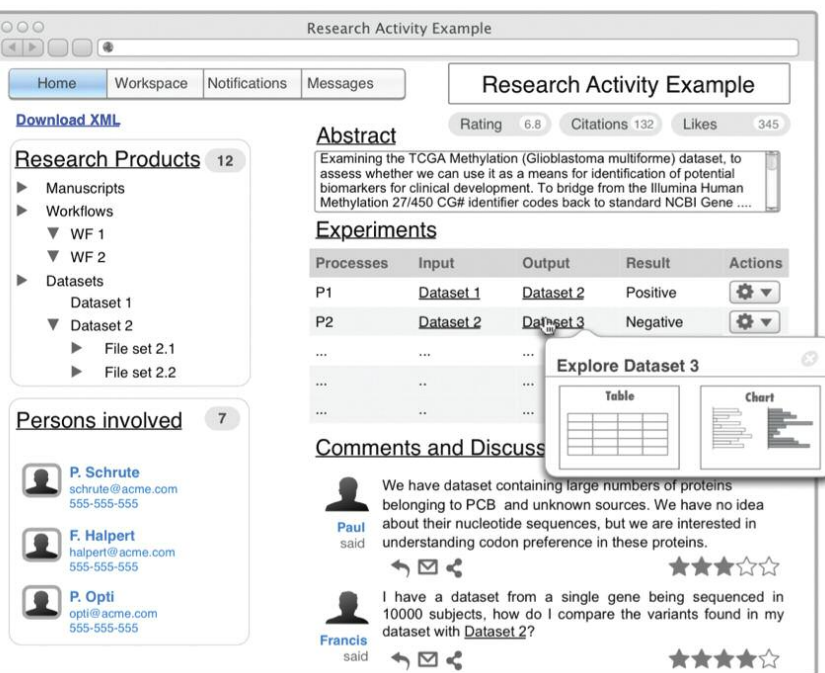 Research Activity Example
Home
Workspace
Notifications
Messages
Research Activity Example
Download XML
Rating 6.8
Citations 132
Likes 345
Research Products 12
Manuscripts
Workflows
WF 1
WF 2
Datasets
Dataset 1
Dataset 2
File set 2.1
File set 2.2
Persons involved 7
P. Schrute
schrute@acme.com
555-555-555
F. Halpert
halpert@acme.com
555-555-555
P. Opti
opti@acme.com
555-555-555
Abstract
Examining the TCGA Methylation (Glioblastoma multiforme) dataset, to
assess whether we can use it as a means for identification of potential
biomarkers for clinical development. To bridge from the Illumina Human
Methylation 27/450 CG# identifier codes back to standard NCBI Gene ....
Experiments
Processes Input Output Result Actions
P1 Dataset 1 Dataset 2 Positive
P2 Dataset 2 Dataset 3 Negative
... ... ...
... .. ...
... .. ...
Explore Dataset 3
Table
Chart
Comments and Discuss
We have dataset containing large numbers of proteins
belonging to PCB and unknown sources. We have no idea
about their nucleotide sequences, but we are interested in
understanding codon preference in these proteins.
Paul
said
I have a dataset from a single gene being sequenced in
10000 subjects, how do I compare the variants found in my
dataset with Dataset 2?
Francis
said